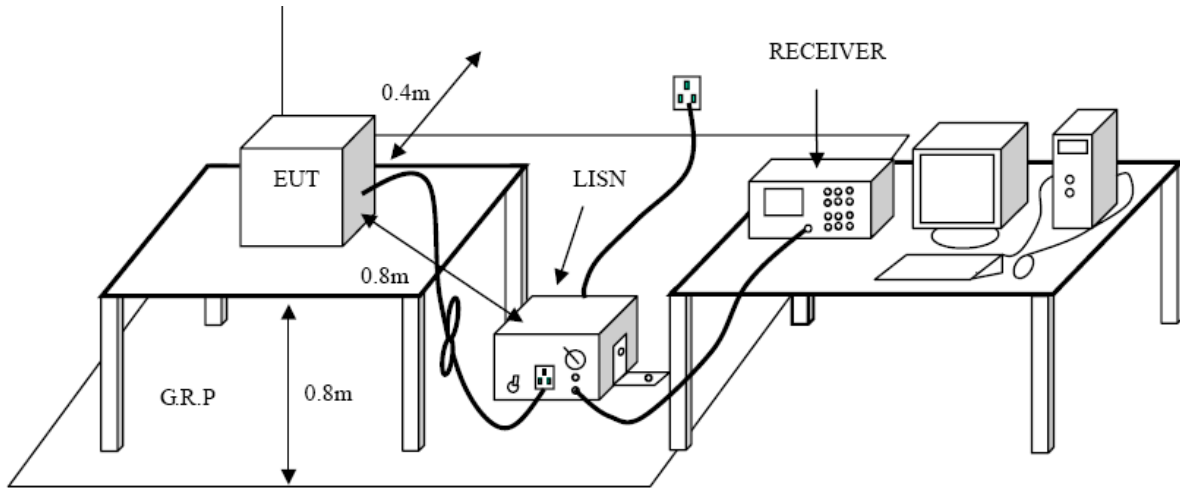 RECEIVER
0.4m
EUT
LISN
0.8m
G.R.P
0.8m